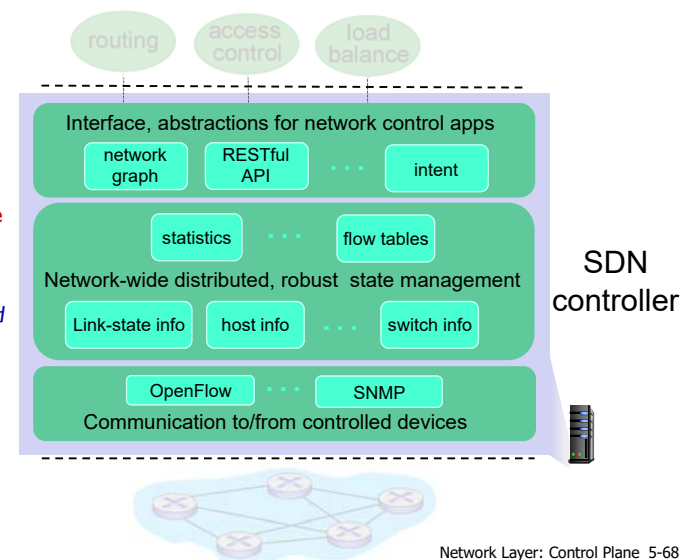 routing
access
control
load
balance
Interface, abstractions for network control apps
network
graph
RESTful
API
. . .
intent
e
statistics
. . .
flow tables
Network-wide distributed, robust state management
d
Link-state info
host info
. . .
switch info
OpenFlow
. . .
SNMP
Communication to/from controlled devices
SDN
controller
Network Layer: Control Plane 5-68